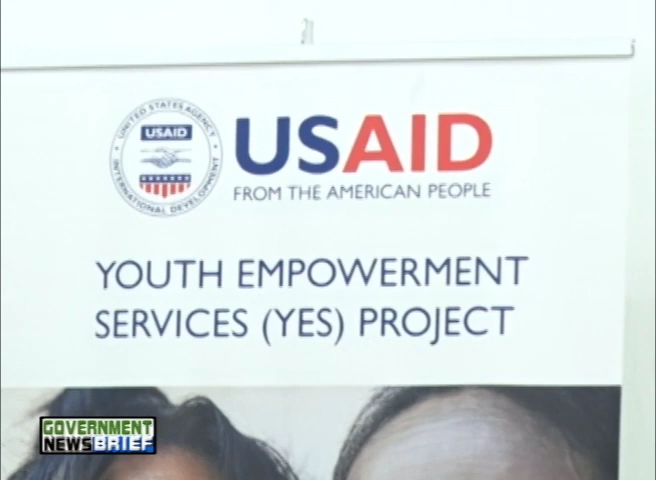 UNITED STATES AGENCY
USAID
INTERNATIONAL DEVELOPMENT
USAID
FROM THE AMERICAN PEOPLE
YOUTH EMPOWERMENT
SERVICES (YES) PROJECT
GOVERNMENT
NEWS BRIEF